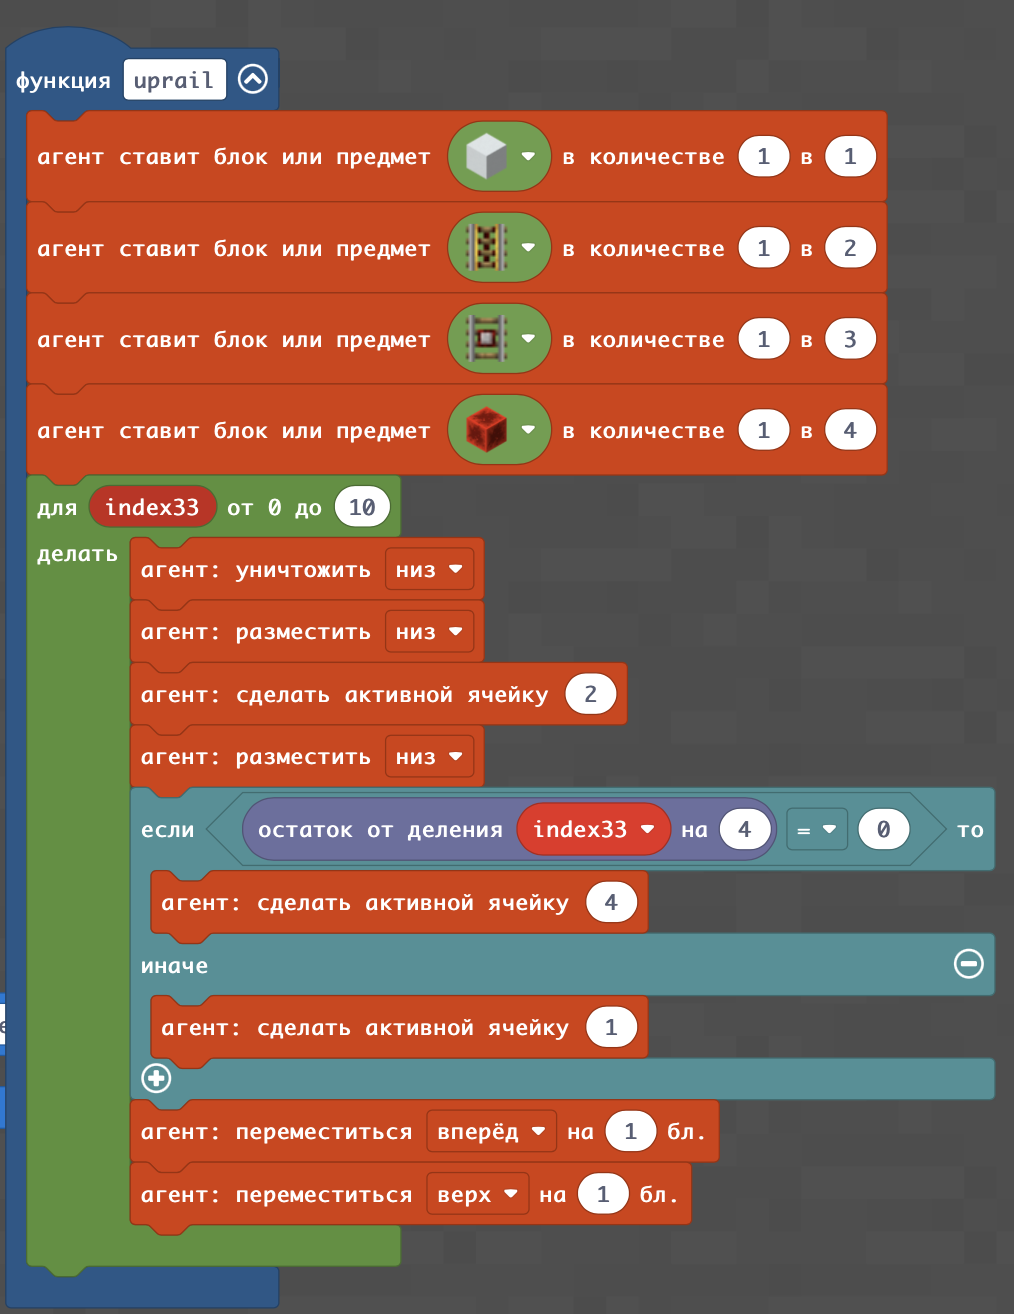 функция uprail
агент ставит блок или предмет в количестве 1 в 1
агент ставит блок или предмет в количестве 1 в 2
агент ставит блок или предмет в количестве 1 в 3
агент ставит блок или предмет в количестве 1 в 4
для index33 от 0 до 10
делать
агент: уничтожить низ
агент: разместить низ
агент: сделать активной ячейку 2
агент: разместить низ
если остаток от деления index33 на 4 = 0 то
агент: сделать активной ячейку 4
иначе
агент: сделать активной ячейку 1
агент: переместиться вперёд на 1 бл.
агент: переместиться верх на 1 бл.